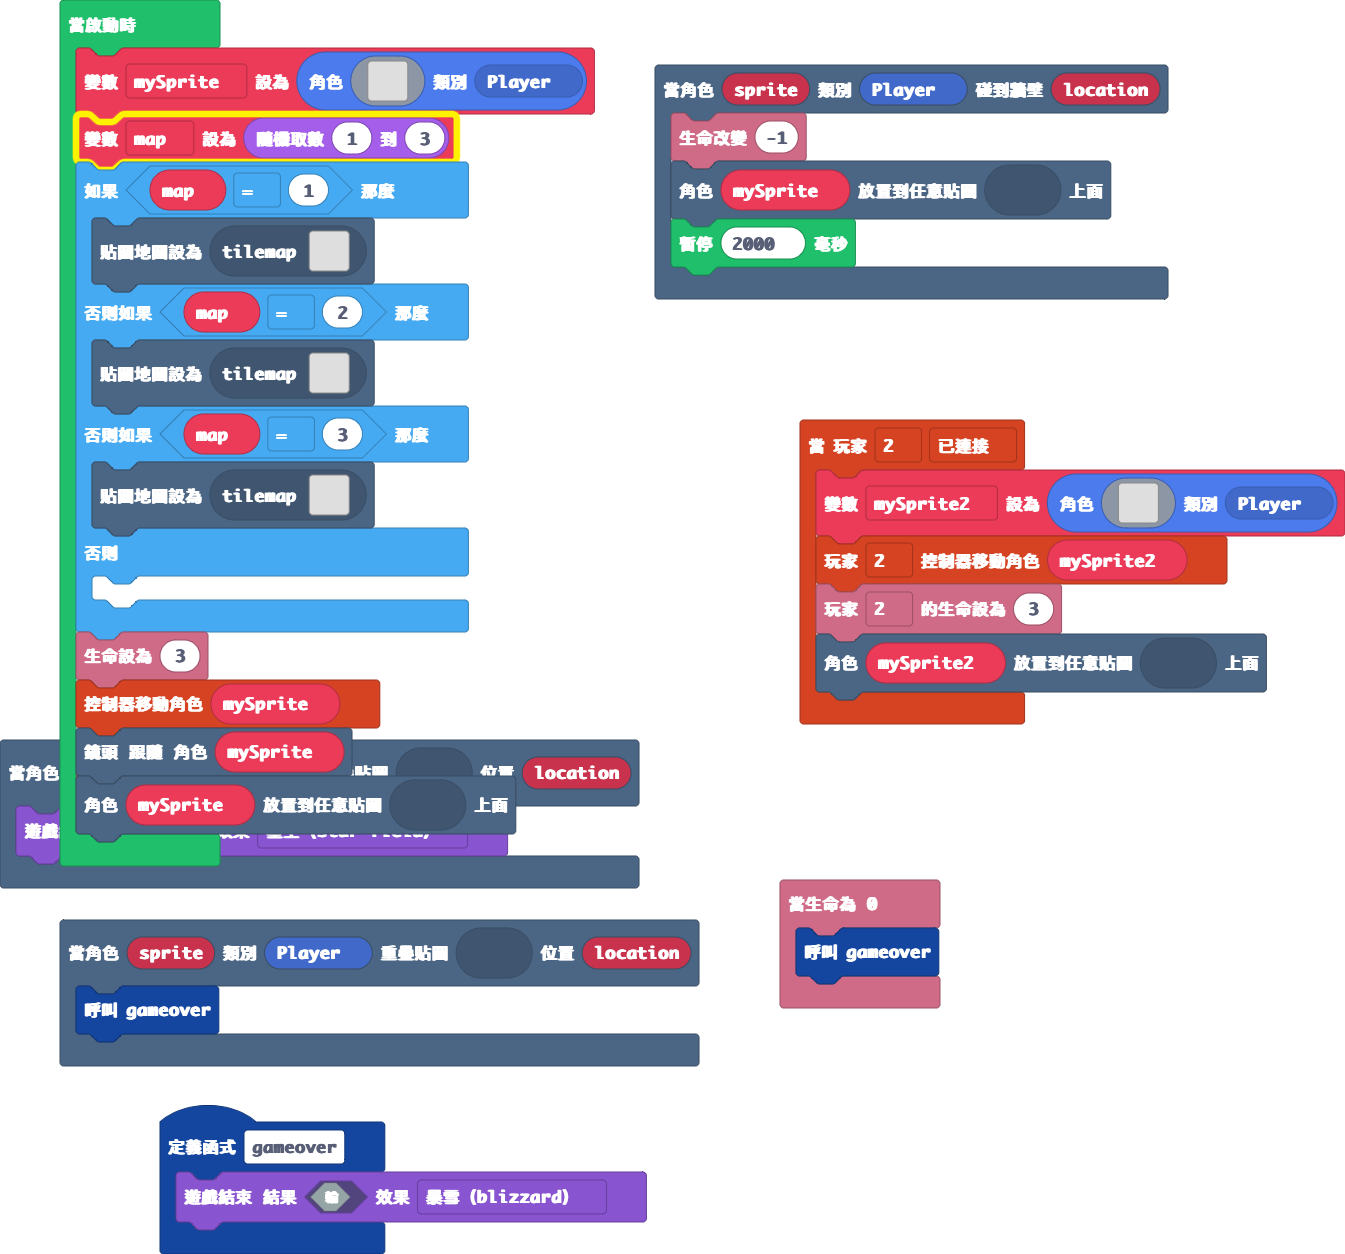 當啟動時
變數 mySprite 設為 角色 類別 Player
變數 map 設為 隨機取數 1 到 3
如果 map = 1 那麼
貼圖地圖設為 tilemap
否則如果 map = 2 那麼
貼圖地圖設為 tilemap
否則如果 map = 3 那麼
貼圖地圖設為 tilemap
否則
生命設為 3
控制器移動角色 mySprite
鏡頭 跟隨 角色 mySprite
角色 mySprite 放置到任意貼圖 上面
當角色 貼圖 位置 location
遊戲
當角色 sprite 類別 Player 碰到牆壁 location
生命改變 -1
角色 mySprite 放置到任意貼圖 上面
暫停 2000 毫秒
當 玩家 2 已連接
變數 mySprite2 設為 角色 類別 Player
玩家 2 控制器移動角色 mySprite2
玩家 2 的生命設為 3
角色 mySprite2 放置到任意貼圖 上面
當生命為 0
呼叫 gameover
當角色 sprite 類別 Player 重疊貼圖 位置 location
呼叫 gameover
定義函式 gameover
遊戲結束 結果 輸 效果 暴雪 (blizzard)